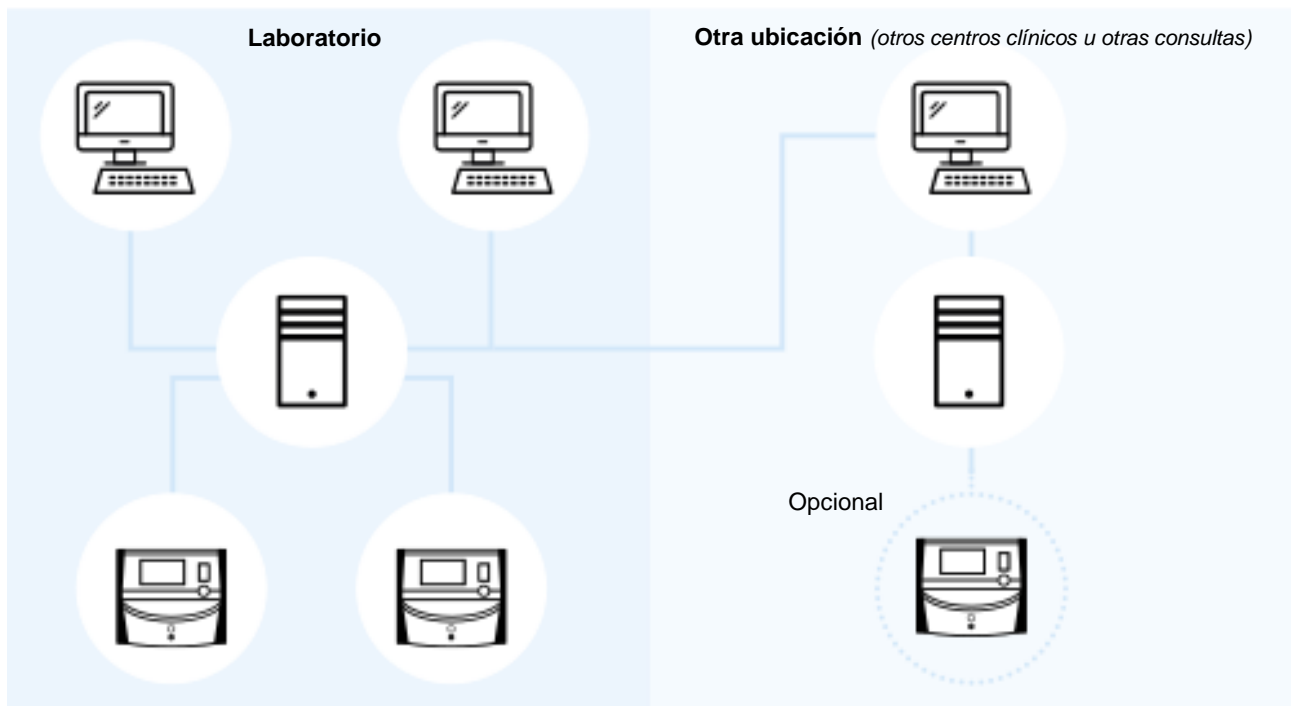 Laboratorio
Otra ubicación (otros centros clínicos u otras consultas)
Opcional